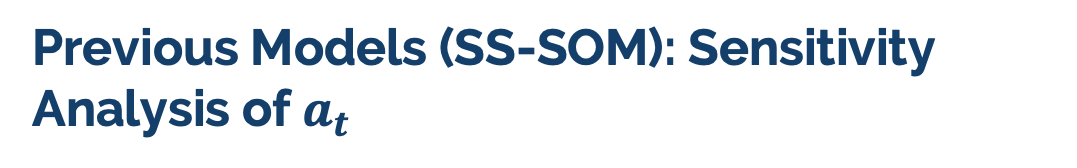 Previous Models (SS-SOM): Sensitivity
Analysis of $a_t$